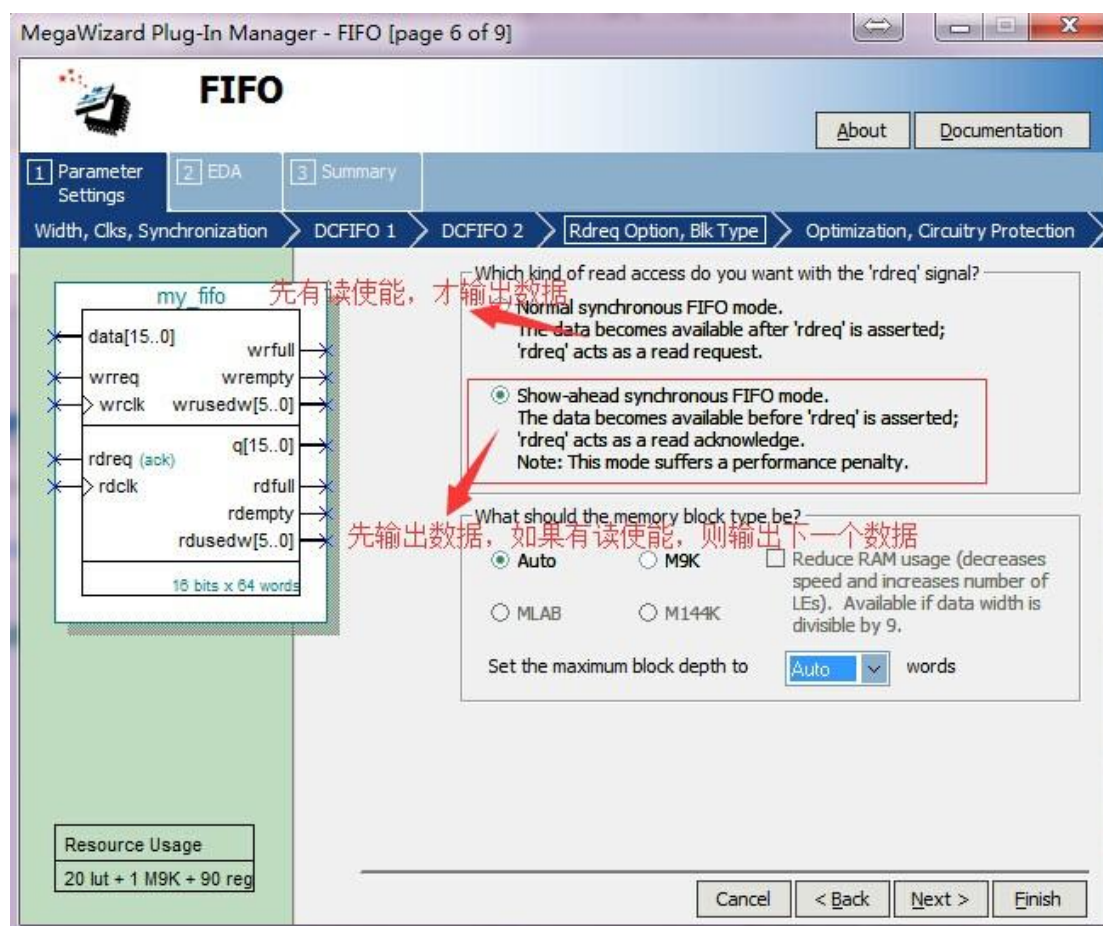 MegaWizard Plug-In Manager - FIFO [page 6 of 9]
FIFO
About
Documentation
1 Parameter Settings
2 EDA
3 Summary
Width, Clks, Synchronization
DCFIFO 1
DCFIFO 2
Rdreq Option, Blk Type
Optimization, Circuitry Protection
my_fifo
data[15..0]
wrreq
wrclk
wrfull
wrempty
wrusedw[5..0]
rdreq (ack)
rdclk
q[15..0]
rdfull
rdempty
rdusedw[5..0]
16 bits x 64 words
Which kind of read access do you want with the 'rdreq' signal?
先有读使能，才输出数据
Normal synchronous FIFO mode.
The data becomes available after 'rdreq' is asserted;
'rdreq' acts as a read request.
Show-ahead synchronous FIFO mode.
The data becomes available before 'rdreq' is asserted;
'rdreq' acts as a read acknowledge.
Note: This mode suffers a performance penalty.
What should the memory block type be?
先输出数据，如果有读使能，则输出下一个数据
Auto
M9K
MLAB
M144K
Reduce RAM usage (decreases
speed and increases number of
LEs). Available if data width is
divisible by 9.
Set the maximum block depth to
Auto
words
Resource Usage
20 lut + 1 M9K + 90 reg
Cancel
< Back
Next >
Finish